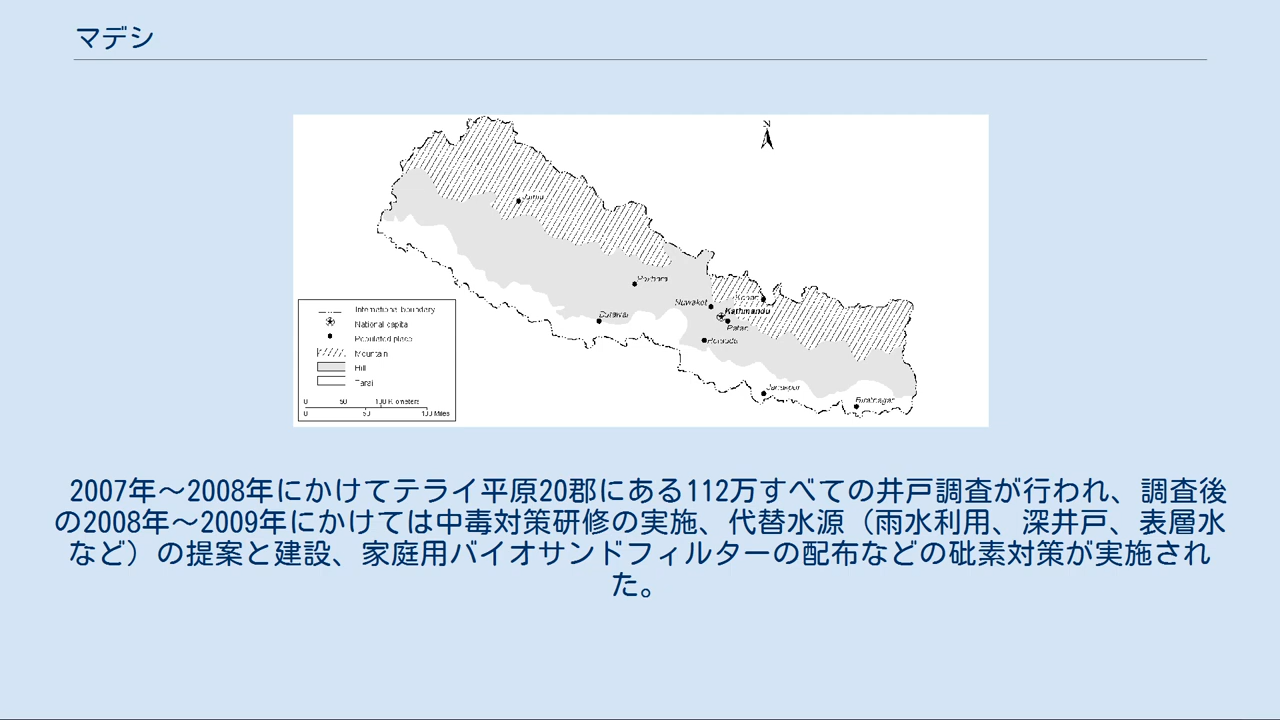 マデシ
N
Jumla
Pokhara
Nuwakot
Kodari
Kathmandu
Patan
Butawal
Hetauda
Janakpur
Biratnagar
International boundary
National capital
Populated place
Mountain
Hill
Tarai
0 50 100 Kilometers
0 50 100 Miles
2007年～2008年にかけてテライ平原20郡にある112万すべての井戸調査が行われ、調査後
の2008年～2009年にかけては中毒対策研修の実施、代替水源（雨水利用、深井戸、表層水
など）の提案と建設、家庭用バイオサンドフィルターの配布などの砒素対策が実施され
た。